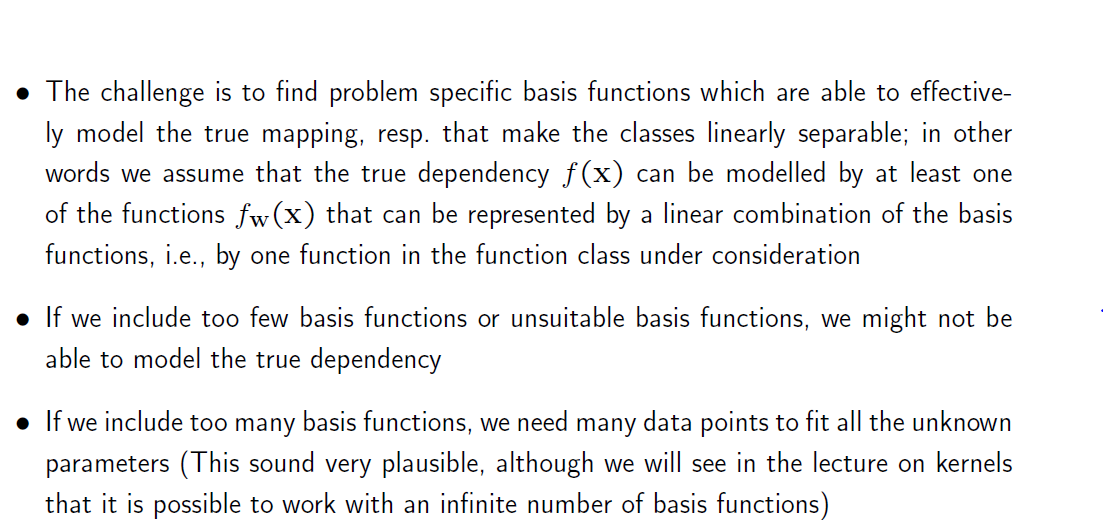 • The challenge is to find problem specific basis functions which are able to effective-
ly model the true mapping, resp. that make the classes linearly separable; in other
words we assume that the true dependency f(x) can be modelled by at least one
of the functions f_w(x) that can be represented by a linear combination of the basis
functions, i.e., by one function in the function class under consideration
• If we include too few basis functions or unsuitable basis functions, we might not be
able to model the true dependency
• If we include too many basis functions, we need many data points to fit all the unknown
parameters (This sound very plausible, although we will see in the lecture on kernels
that it is possible to work with an infinite number of basis functions)